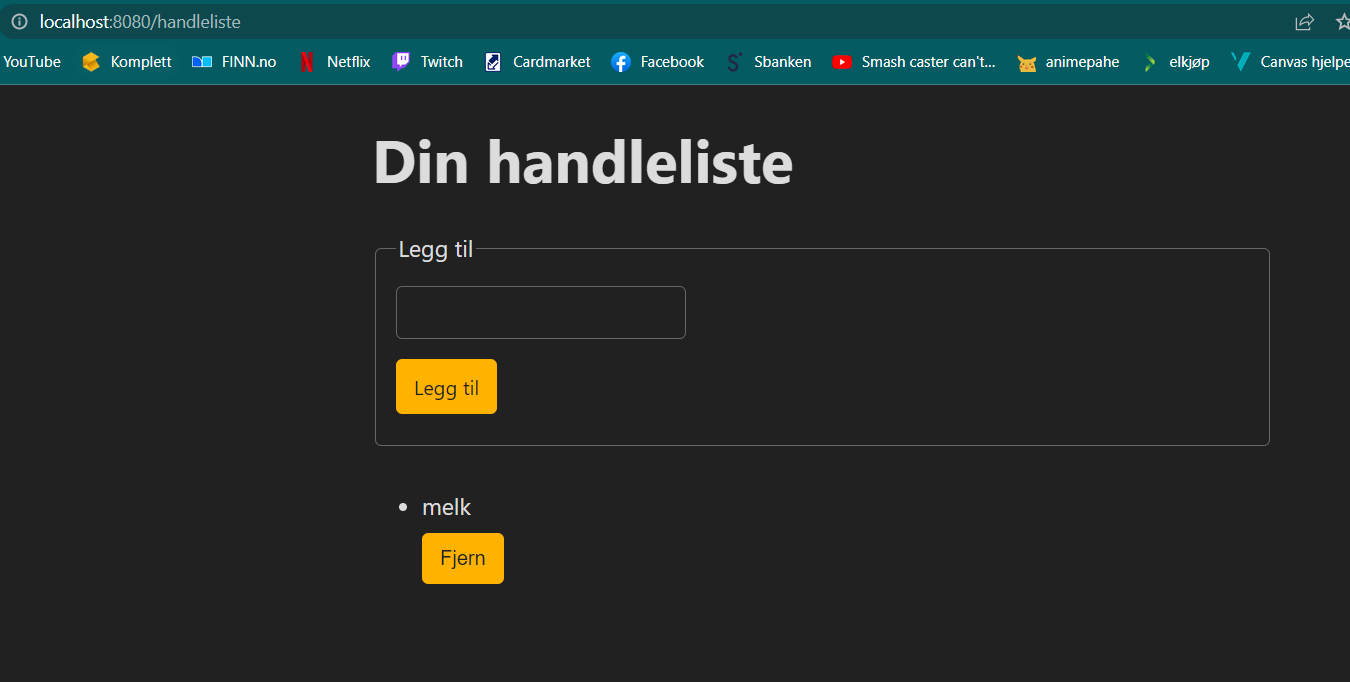 localhost:8080/handleliste
YouTube Komplett FINN.no Netflix Twitch Cardmarket Facebook Sbanken Smash caster can't... animepahe elkjøp Canvas hjelpe
Din handleliste
Legg til
Legg til
melk
Fjern